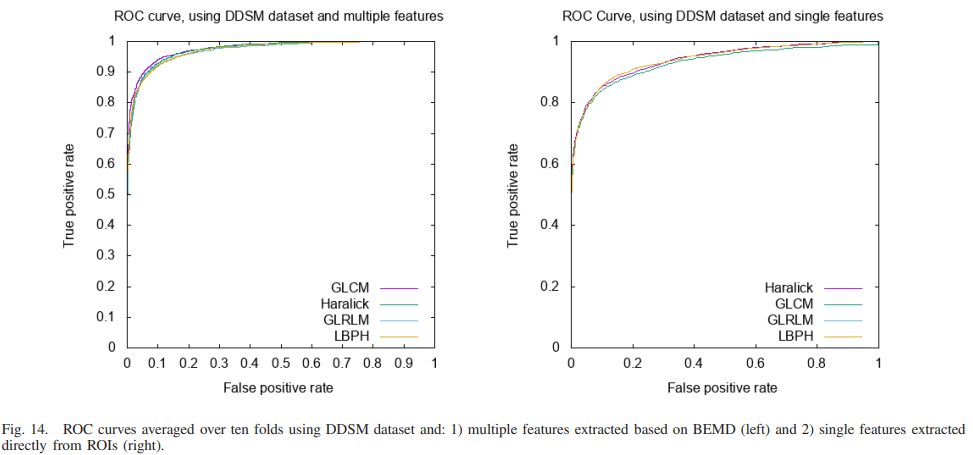 ROC curve, using DDSM dataset and multiple features
1
0.9
0.8
0.7
0.6
0.5
0.4
0.3
0.2
0.1
0
True positive rate
GLCM
Haralick
GLRLM
LBPH
0 0.1 0.2 0.3 0.4 0.5 0.6 0.7 0.8 0.9 1
False positive rate
ROC Curve, using DDSM dataset and single features
1
0.8
0.6
0.4
0.2
0
True positive rate
Haralick
GLCM
GLRLM
LBPH
0 0.2 0.4 0.6 0.8 1
False positive rate
Fig. 14. ROC curves averaged over ten folds using DDSM dataset and: 1) multiple features extracted based on BEMD (left) and 2) single features extracted
directly from ROIs (right).